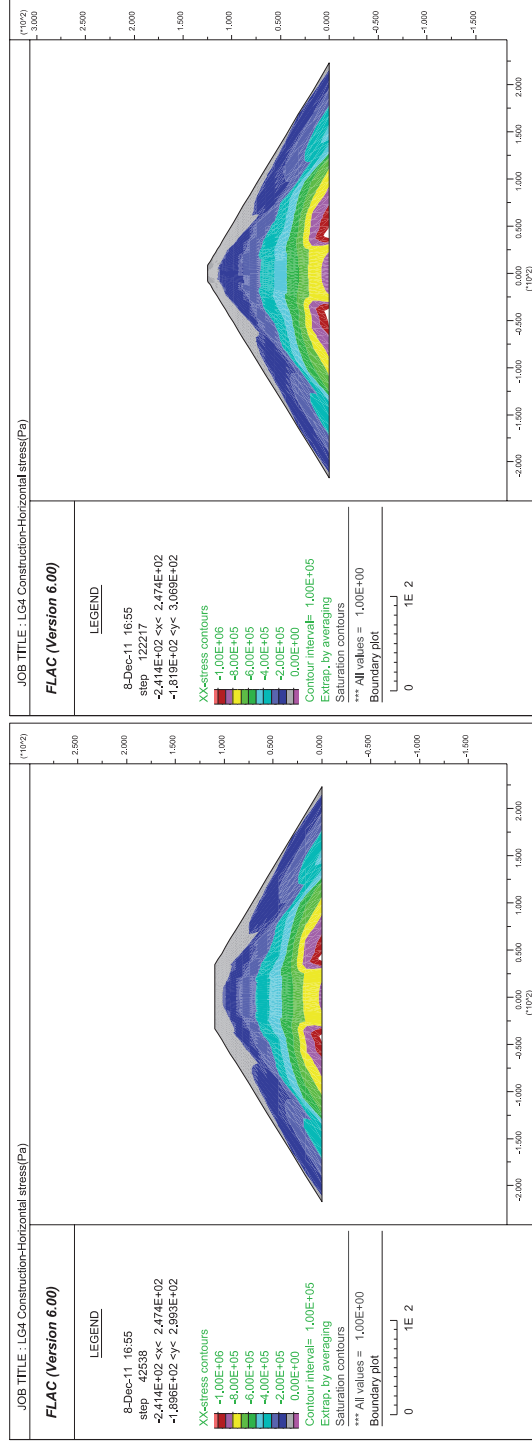 JOB TITLE : LG4 Construction-Horizontal stress(Pa)
(*10^2)
FLAC (Version 6.00)
LEGEND
8-Dec-11 16:55
step 42538
-2.414E+02 <x< 2.474E+02
-1.896E+02 <y< 2.993E+02
XX-stress contours
-1.00E+06
-8.00E+05
-6.00E+05
-4.00E+05
-2.00E+05
0.00E+00
Contour interval= 1.00E+05
Extrap. by averaging
Saturation contours
*** All values = 1.00E+00
Boundary plot
0 1E 2
2.500
2.000
1.500
1.000
0.500
0.000
-0.500
-1.000
-1.500
-2.000 -1.500 -1.000 -0.500 0.000 0.500 1.000 1.500 2.000
(*10^2)
JOB TITLE : LG4 Construction-Horizontal stress(Pa)
(*10^2)
FLAC (Version 6.00)
LEGEND
8-Dec-11 16:55
step 122217
-2.414E+02 <x< 2.474E+02
-1.819E+02 <y< 3.069E+02
XX-stress contours
-1.00E+06
-8.00E+05
-6.00E+05
-4.00E+05
-2.00E+05
0.00E+00
Contour interval= 1.00E+05
Extrap. by averaging
Saturation contours
*** All values = 1.00E+00
Boundary plot
0 1E 2
3.000
2.500
2.000
1.500
1.000
0.500
0.000
-0.500
-1.000
-2.000 -1.500 -1.000 -0.500 0.000 0.500 1.000 1.500 2.000
(*10^2)